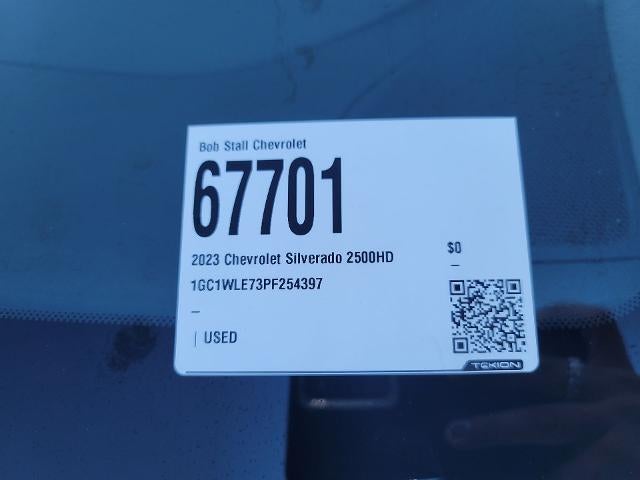 Bob Stall Chevrolet
67701
2023 Chevrolet Silverado 2500HD
$0
1GC1WLE73PF254397
–
–
| USED
TEKION